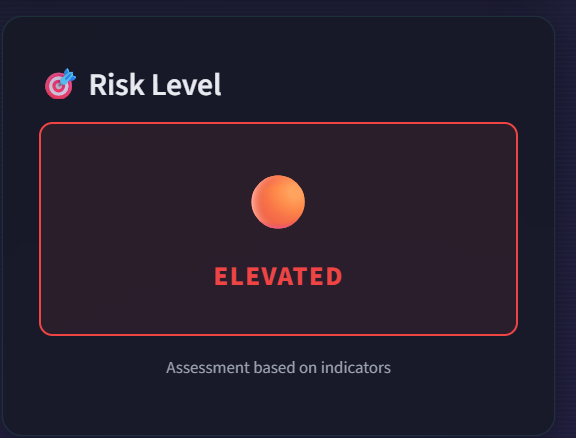 Risk Level
ELEVATED
Assessment based on indicators